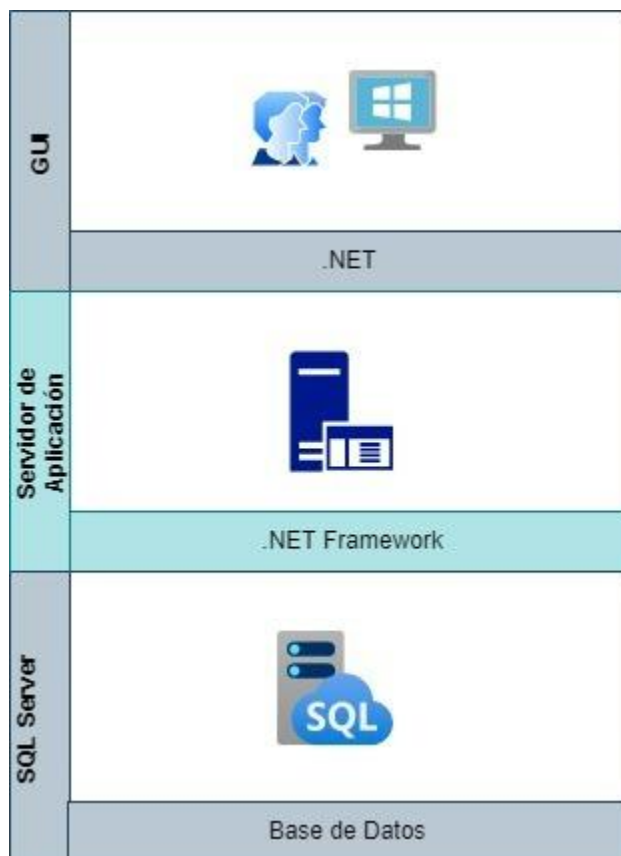 GUI
.NET
Servidor de
Aplicación
.NET Framework
SQL Server
SQL
Base de Datos